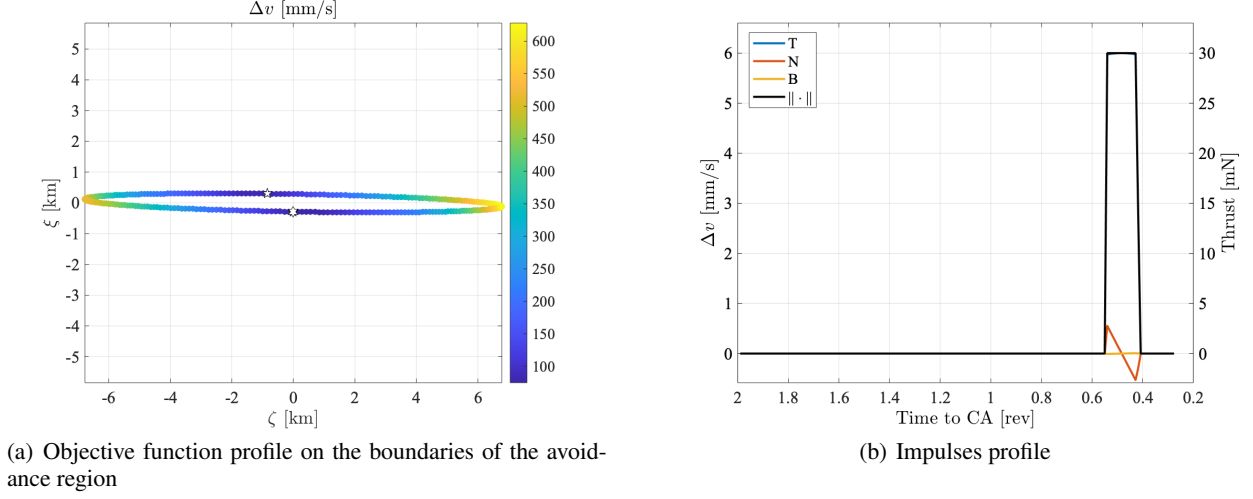 Δv [mm/s]
5
4
3
2
1
0
-1
-2
-3
-4
-5
ξ [km]
-6 -4 -2 0 2 4 6
ζ [km]
600
550
500
450
400
350
300
250
200
150
100
(a) Objective function profile on the boundaries of the avoid-
ance region
T
N
B
|| · ||
6
5
4
3
2
1
0
Δv [mm/s]
30
25
20
15
10
5
0
Thrust [mN]
2 1.8 1.6 1.4 1.2 1 0.8 0.6 0.4 0.2
Time to CA [rev]
(b) Impulses profile